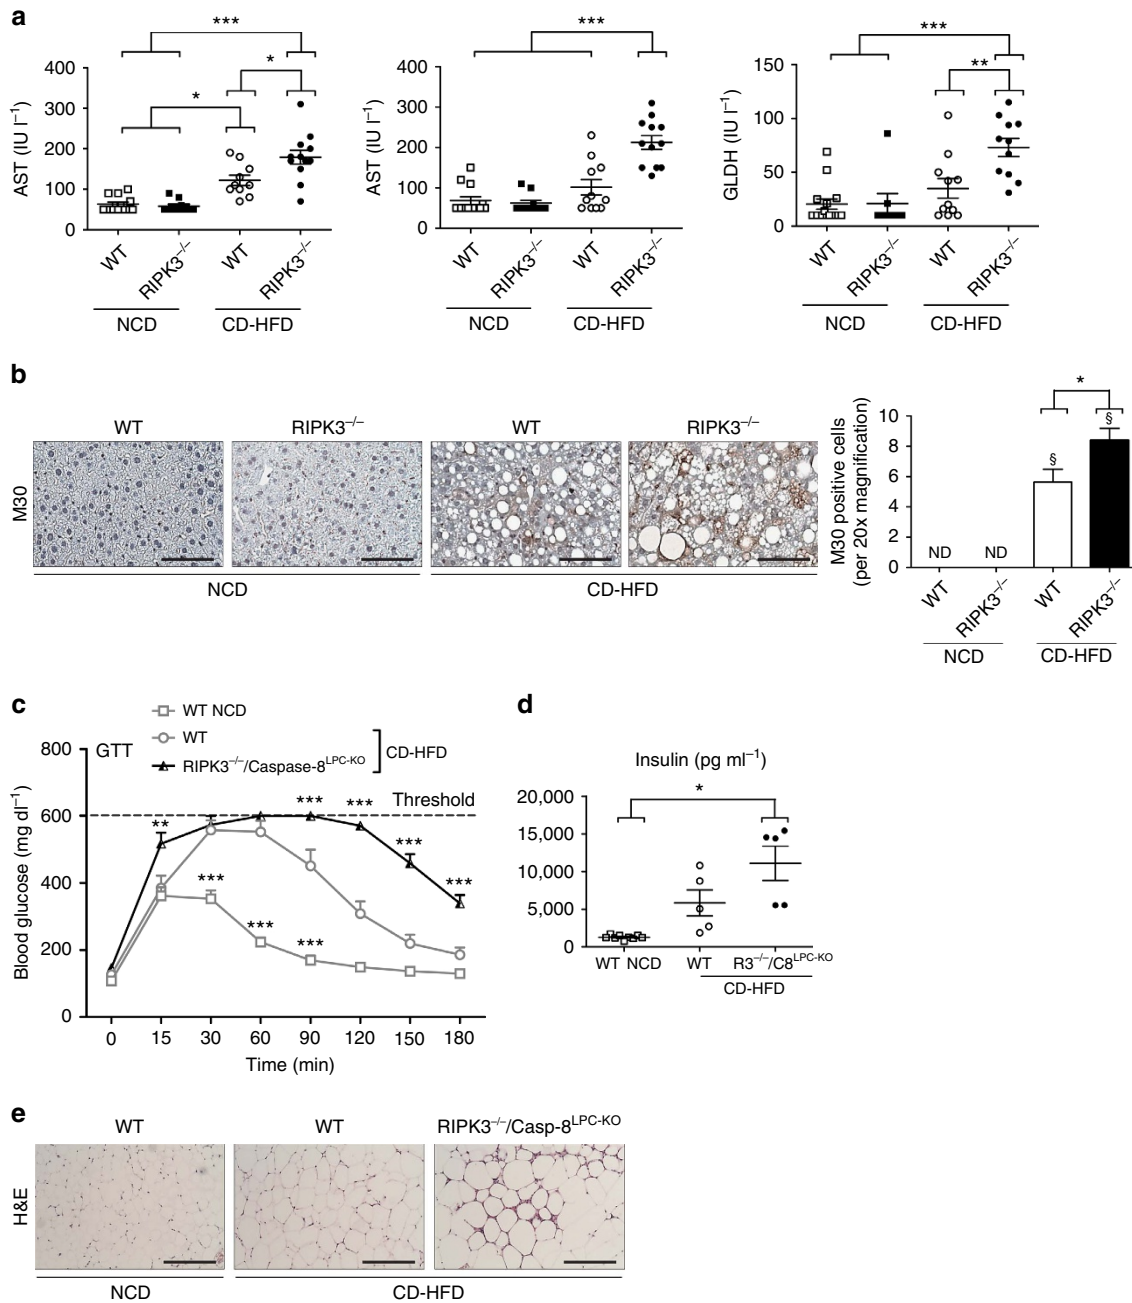 a
***
*
*
AST (IU l⁻¹)
400
300
200
100
0
WT
RIPK3⁻/⁻
WT
RIPK3⁻/⁻
NCD
CD-HFD
***
AST (IU l⁻¹)
400
300
200
100
0
WT
RIPK3⁻/⁻
WT
RIPK3⁻/⁻
NCD
CD-HFD
***
**
GLDH (IU l⁻¹)
150
100
50
0
WT
RIPK3⁻/⁻
WT
RIPK3⁻/⁻
NCD
CD-HFD
b
WT
RIPK3⁻/⁻
WT
RIPK3⁻/⁻
M30
NCD
CD-HFD
M30 positive cells
(per 20x magnification)
10
8
6
4
2
0
ND
ND
§
§
*
WT
RIPK3⁻/⁻
WT
RIPK3⁻/⁻
NCD
CD-HFD
c
WT NCD
WT
RIPK3⁻/⁻/Caspase-8ᴸᴾᶜ⁻ᴷᴼ
CD-HFD
GTT
Threshold
Blood glucose (mg dl⁻¹)
800
600
400
200
0
**
***
***
***
***
***
***
***
0
15
30
60
90
120
150
180
Time (min)
d
Insulin (pg ml⁻¹)
*
20,000
15,000
10,000
5,000
0
WT NCD
WT
R3⁻/⁻/C8ᴸᴾᶜ⁻ᴷᴼ
CD-HFD
e
WT
WT
RIPK3⁻/⁻/Casp-8ᴸᴾᶜ⁻ᴷᴼ
H&E
NCD
CD-HFD